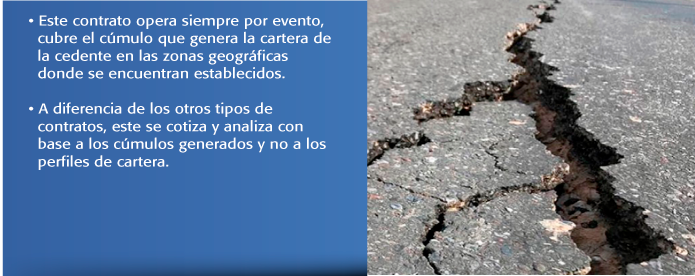 • Este contrato opera siempre por evento,
cubre el cúmulo que genera la cartera de
la cedente en las zonas geográficas
donde se encuentran establecidos.
• A diferencia de los otros tipos de
contratos, este se cotiza y analiza con
base a los cúmulos generados y no a los
perfiles de cartera.